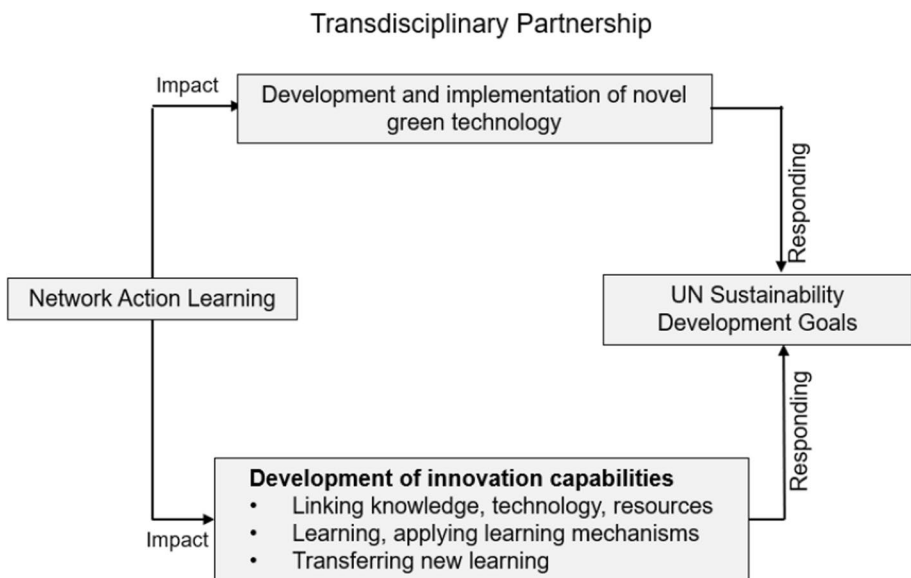 Transdisciplinary Partnership
Impact
Development and implementation of novel
green technology
Responding
Network Action Learning
UN Sustainability
Development Goals
Responding
Development of innovation capabilities
• Linking knowledge, technology, resources
• Learning, applying learning mechanisms
• Transferring new learning
Impact